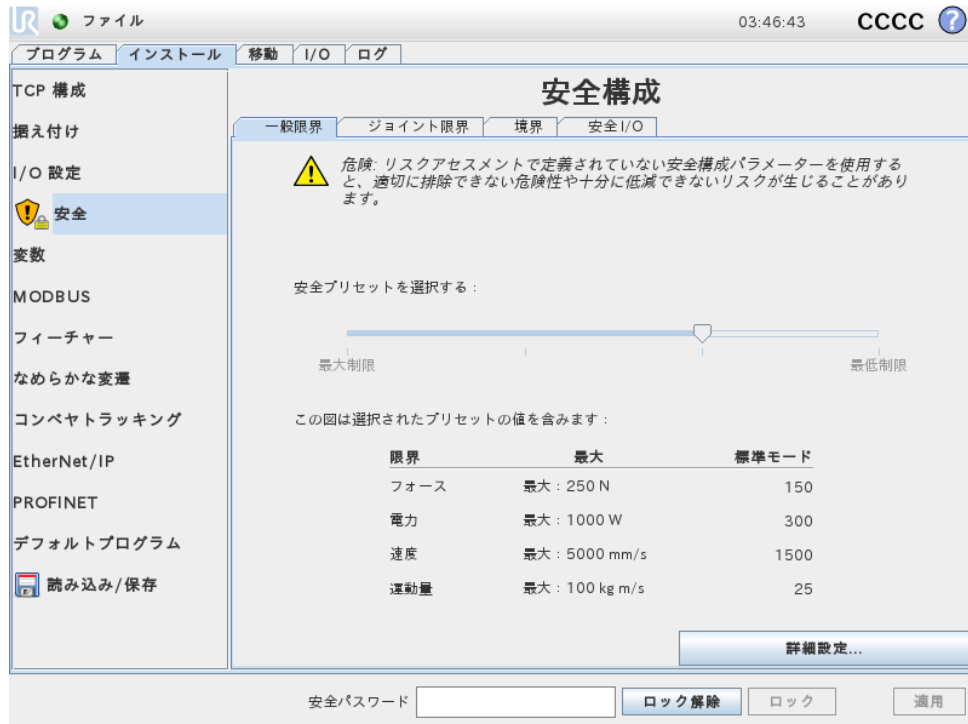 UR ファイル 03:46:43 CCCC ?
プログラム インストール 移動 I/O ログ
TCP 構成
据え付け
I/O 設定
安全
変数
MODBUS
フィーチャー
なめらかな変遷
コンベヤトラッキング
EtherNet/IP
PROFINET
デフォルトプログラム
読み込み/保存
安全構成
一般限界 ジョイント限界 境界 安全 I/O
危険: リスクアセスメントで定義されていない安全構成パラメーターを使用する
と、適切に排除できない危険性や十分に低減できないリスクが生じることがあり
ます。
安全プリセットを選択する :
最大制限 最低制限
この図は選択されたプリセットの値を含みます :
限界 最大 標準モード
フォース 最大 : 250 N 150
電力 最大 : 1000 W 300
速度 最大 : 5000 mm/s 1500
運動量 最大 : 100 kg m/s 25
詳細設定...
安全パスワード ロック解除 ロック 適用